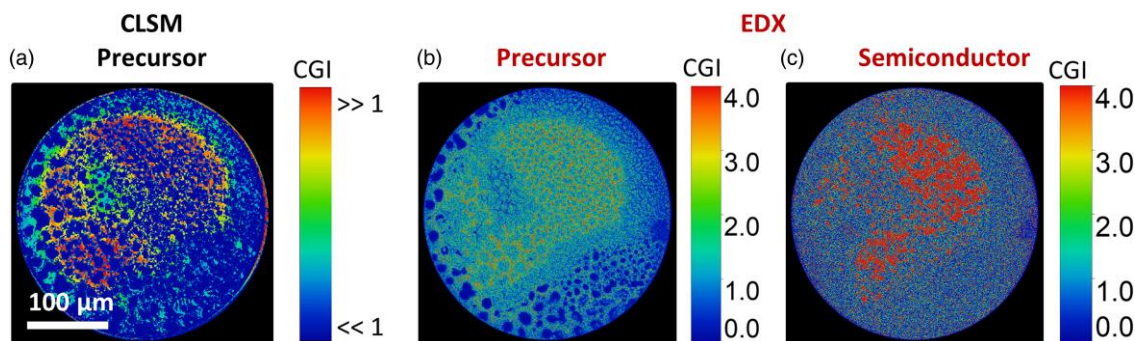 CLSM
EDX
(a)
Precursor
CGI
>> 1
<< 1
100 µm
(b)
Precursor
CGI
4.0
3.0
2.0
1.0
0.0
(c)
Semiconductor
CGI
4.0
3.0
2.0
1.0
0.0